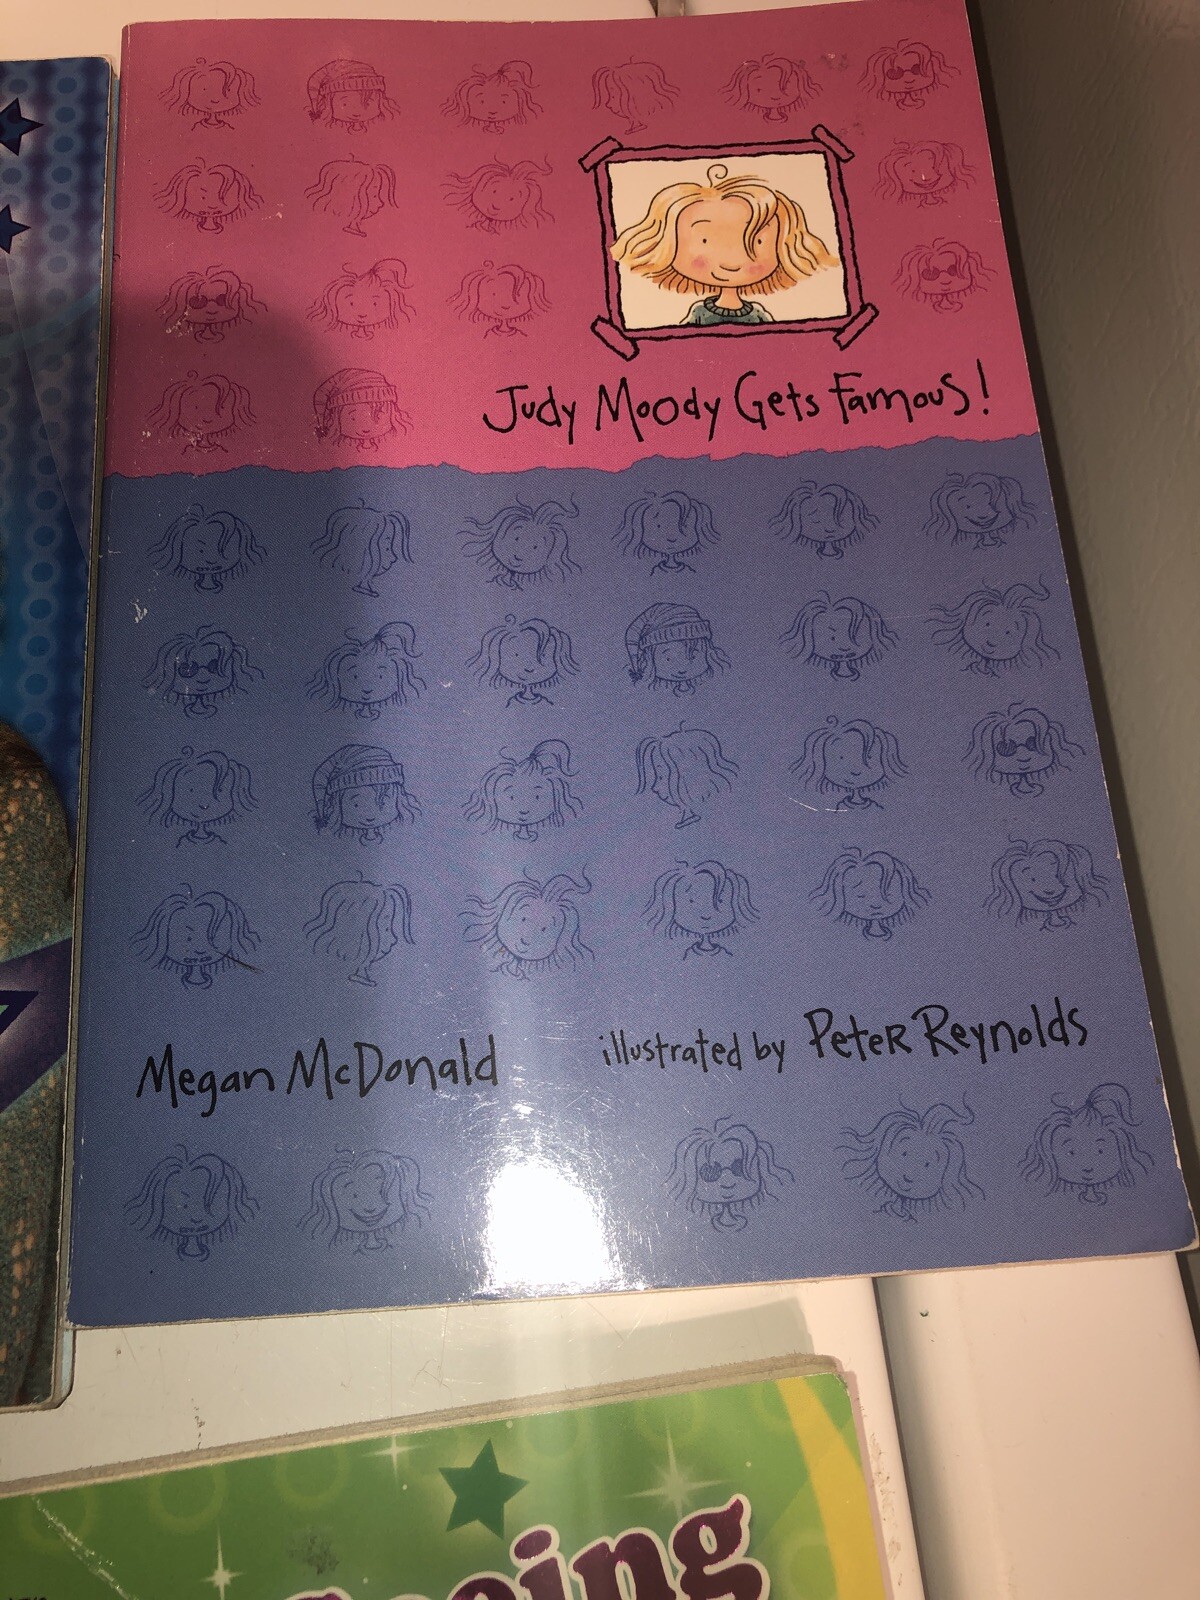 Judy Moody Gets Famous!
Megan McDonald
illustrated by Peter Reynolds